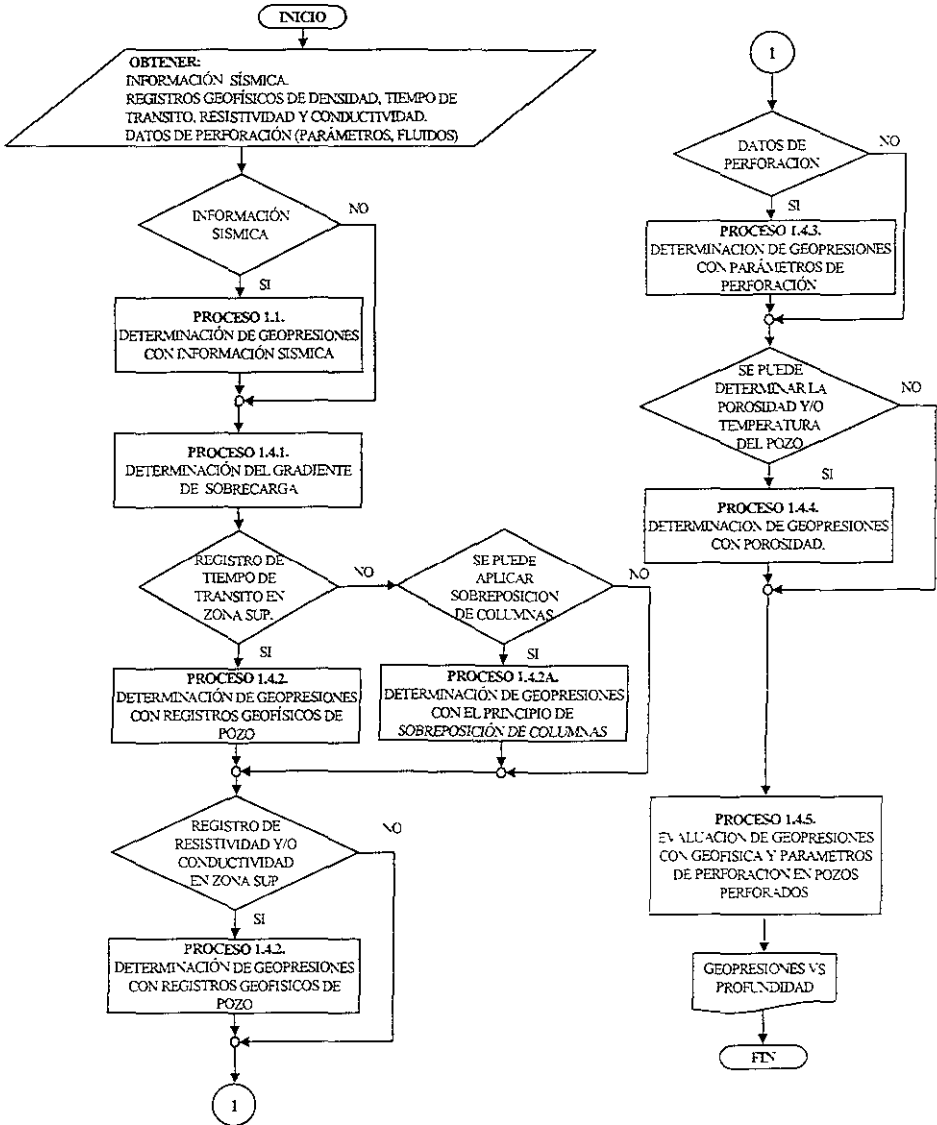 INICIO
OBTENER:
INFORMACIÓN SÍSMICA.
REGISTROS GEOFÍSICOS DE DENSIDAD, TIEMPO DE
TRANSITO, RESISTIVIDAD Y CONDUCTIVIDAD.
DATOS DE PERFORACIÓN (PARÁMETROS, FLUIDOS)
INFORMACIÓN
SISMICA
NO
SI
PROCESO 1.1.
DETERMINACIÓN DE GEOPRESIONES
CON INFORMACIÓN SISMICA
PROCESO 1.4.1.
DETERMINACIÓN DEL GRADIENTE
DE SOBRECARGA
REGISTRO DE
TIEMPO DE
TRANSITO EN
ZONA SUP.
NO
SI
SE PUEDE
APLICAR
SOBREPOSICION
DE COLUMNAS
NO
SI
PROCESO 1.4.2.
DETERMINACIÓN DE GEOPRESIONES
CON REGISTROS GEOFÍSICOS DE
POZO
PROCESO 1.4.2A.
DETERMINACIÓN DE GEOPRESIONES
CON EL PRINCIPIO DE
SOBREPOSICIÓN DE COLUMNAS
REGISTRO DE
RESISTIVIDAD Y/O
CONDUCTIVIDAD
EN ZONA SUP
NO
SI
PROCESO 1.4.2.
DETERMINACIÓN DE GEOPRESIONES
CON REGISTROS GEOFISICOS DE
POZO
1
1
DATOS DE
PERFORACION
NO
SI
PROCESO 1.4.3.
DETERMINACION DE GEOPRESIONES
CON PARÁMETROS DE
PERFORACIÓN
SE PUEDE
DETERMINAR LA
POROSIDAD Y/O
TEMPERATURA
DEL POZO
NO
SI
PROCESO 1.4.4.
DETERMINACION DE GEOPRESIONES
CON POROSIDAD.
PROCESO 1.4.5.
EVALUACION DE GEOPRESIONES
CON GEOFISICA Y PARAMETROS
DE PERFORACION EN POZOS
PERFORADOS
GEOPRESIONES VS
PROFUNDIDAD
FIN